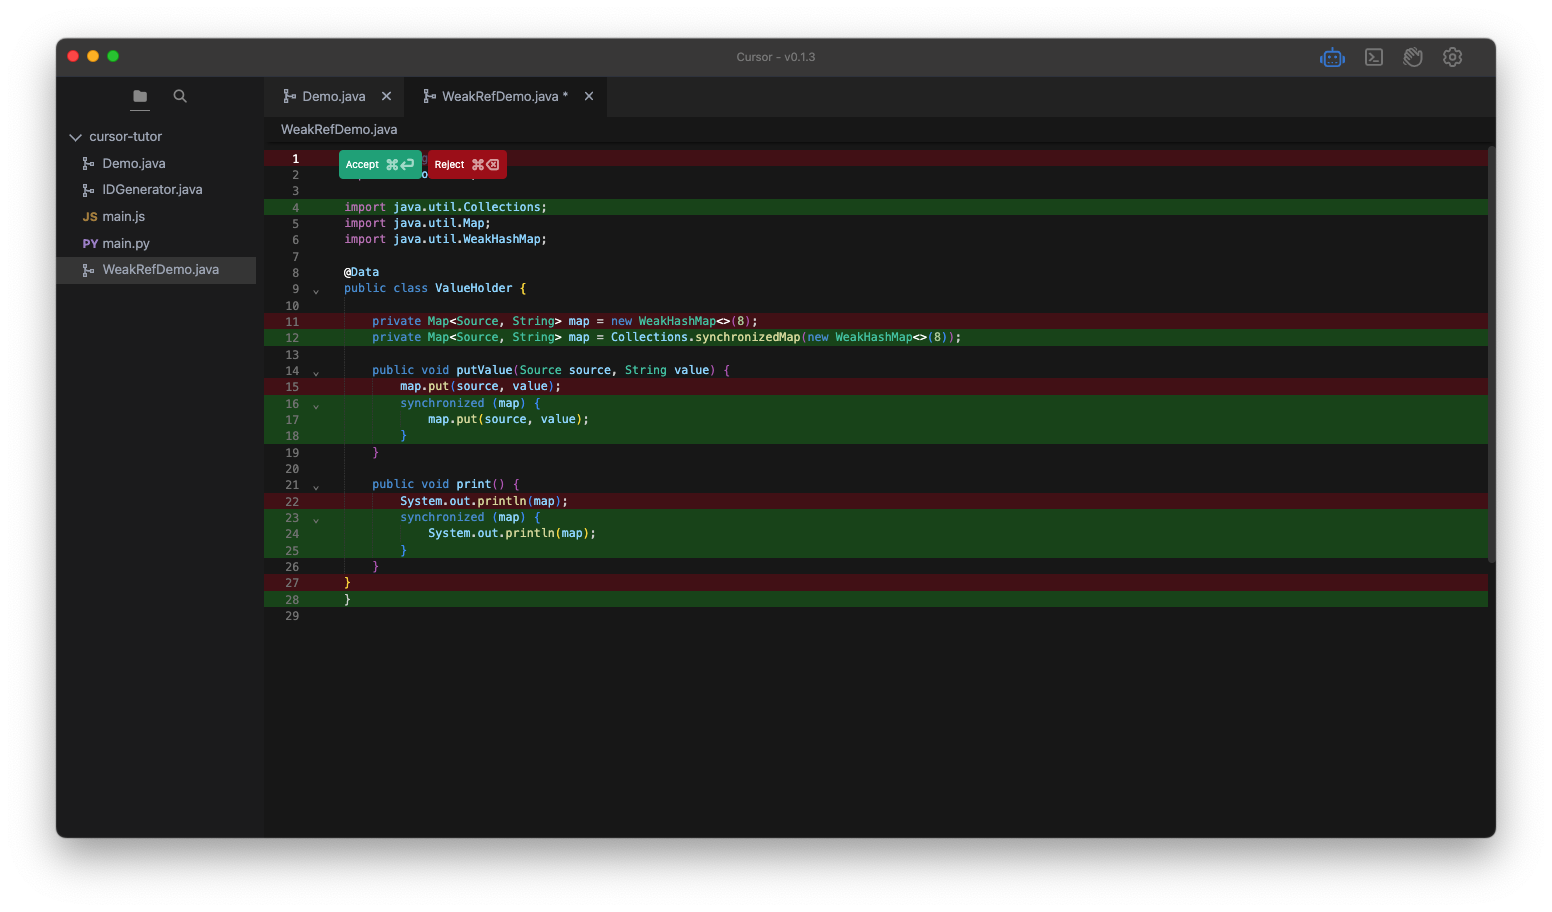 Cursor - v0.1.3
Demo.java
WeakRefDemo.java *
cursor-tutor
Demo.java
IDGenerator.java
JS main.js
PY main.py
WeakRefDemo.java
WeakRefDemo.java
Accept ⌘⏎ Reject ⌘⌫
1
2
3
4 import java.util.Collections;
5 import java.util.Map;
6 import java.util.WeakHashMap;
7
8 @Data
9 public class ValueHolder {
10
11 private Map<Source, String> map = new WeakHashMap<>(8);
12 private Map<Source, String> map = Collections.synchronizedMap(new WeakHashMap<>(8));
13
14 public void putValue(Source source, String value) {
15 map.put(source, value);
16 synchronized (map) {
17 map.put(source, value);
18 }
19 }
20
21 public void print() {
22 System.out.println(map);
23 synchronized (map) {
24 System.out.println(map);
25 }
26 }
27 }
28 }
29